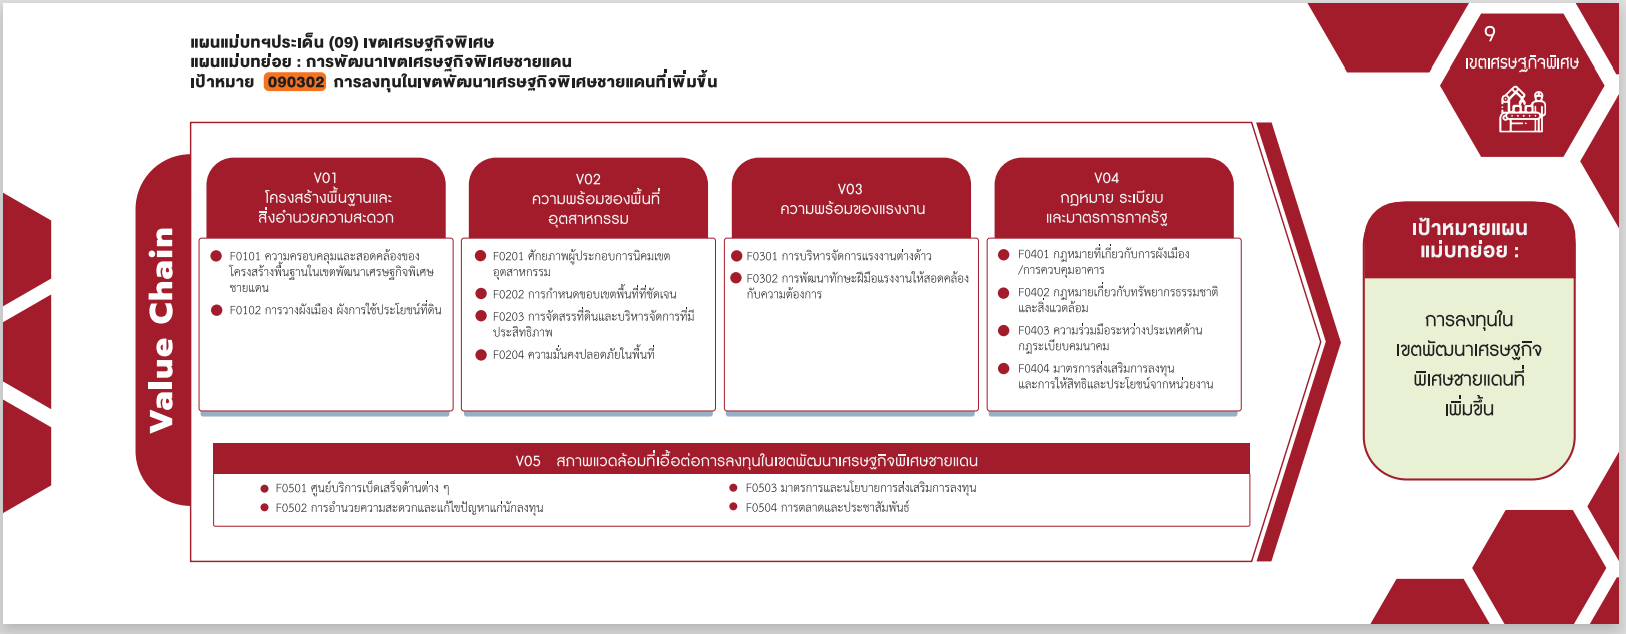 แผนแม่บทฯประเด็น (09) เขตเศรษฐกิจพิเศษ
แผนแม่บทย่อย : การพัฒนาเขตเศรษฐกิจพิเศษชายแดน
เป้าหมาย 090302 การลงทุนในเขตพัฒนาเศรษฐกิจพิเศษชายแดนที่เพิ่มขึ้น
9
เขตเศรษฐกิจพิเศษ
Value Chain
V01
โครงสร้างพื้นฐานและ
สิ่งอำนวยความสะดวก
F0101 ความครอบคลุมและสอดคล้องของ
โครงสร้างพื้นฐานในเขตพัฒนาเศรษฐกิจพิเศษ
ชายแดน
F0102 การวางผังเมือง ผังการใช้ประโยชน์ที่ดิน
V02
ความพร้อมของพื้นที่
อุตสาหกรรม
F0201 ศักยภาพผู้ประกอบการนิคมเขต
อุตสาหกรรม
F0202 การกำหนดขอบเขตพื้นที่ที่ชัดเจน
F0203 การจัดสรรที่ดินและบริหารจัดการที่มี
ประสิทธิภาพ
F0204 ความมั่นคงปลอดภัยในพื้นที่
V03
ความพร้อมของแรงงาน
F0301 การบริหารจัดการแรงงานต่างด้าว
F0302 การพัฒนาทักษะฝีมือแรงงานให้สอดคล้อง
กับความต้องการ
V04
กฎหมาย ระเบียบ
และมาตรการภาครัฐ
F0401 กฎหมายที่เกี่ยวกับการผังเมือง
/การควบคุมอาคาร
F0402 กฎหมายเกี่ยวกับทรัพยากรธรรมชาติ
และสิ่งแวดล้อม
F0403 ความร่วมมือระหว่างประเทศด้าน
กฎระเบียบคมนาคม
F0404 มาตรการส่งเสริมการลงทุน
และการให้สิทธิและประโยชน์จากหน่วยงาน
V05 สภาพแวดล้อมที่เอื้อต่อการลงทุนในเขตพัฒนาเศรษฐกิจพิเศษชายแดน
F0501 ศูนย์บริการเบ็ดเสร็จด้านต่าง ๆ
F0502 การอำนวยความสะดวกและแก้ไขปัญหาแก่นักลงทุน
F0503 มาตรการและนโยบายการส่งเสริมการลงทุน
F0504 การตลาดและประชาสัมพันธ์
เป้าหมายแผน
แม่บทย่อย :
การลงทุนใน
เขตพัฒนาเศรษฐกิจ
พิเศษชายแดนที่
เพิ่มขึ้น